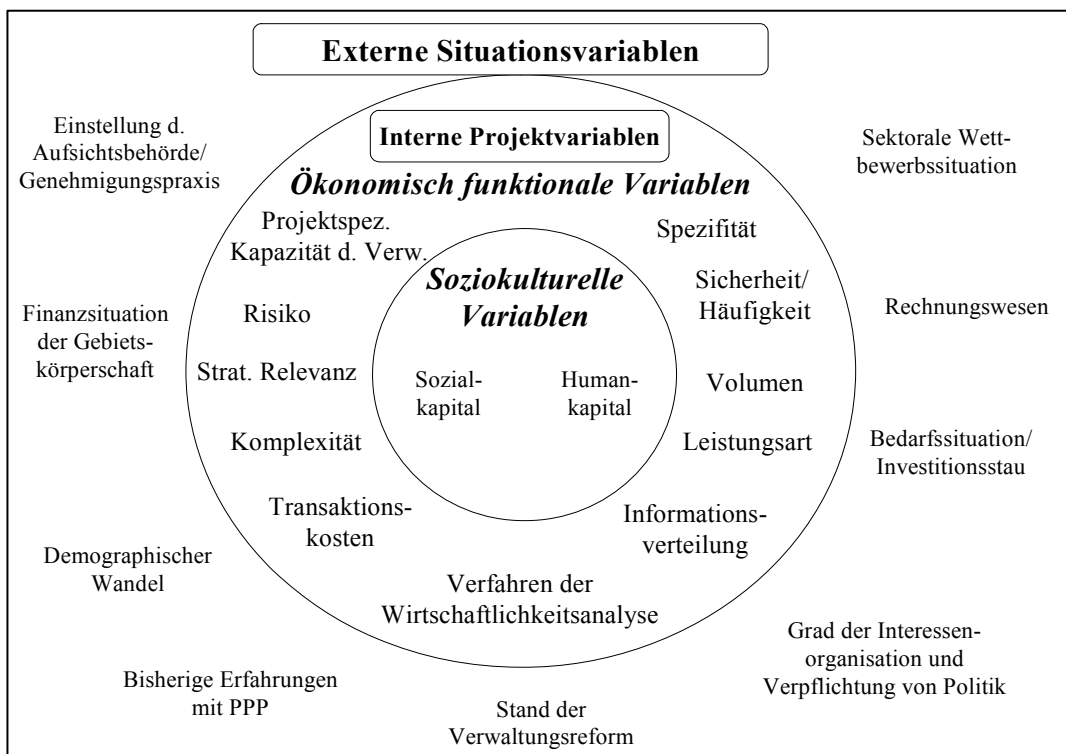 Externe Situationsvariablen
Interne Projektvariablen
Ökonomisch funktionale Variablen
Soziokulturelle
Variablen
Sozial-
kapital
Human-
kapital
Projektspez.
Kapazität d. Verw.
Risiko
Strat. Relevanz
Komplexität
Transaktions-
kosten
Verfahren der
Wirtschaftlichkeitsanalyse
Informations-
verteilung
Leistungsart
Volumen
Sicherheit/
Häufigkeit
Spezifität
Einstellung d.
Aufsichtsbehörde/
Genehmigungspraxis
Finanzsituation
der Gebiets-
körperschaft
Demographischer
Wandel
Bisherige Erfahrungen
mit PPP
Stand der
Verwaltungsreform
Grad der Interessen-
organisation und
Verpflichtung von Politik
Bedarfssituation/
Investitionsstau
Rechnungswesen
Sektorale Wett-
bewerbssituation